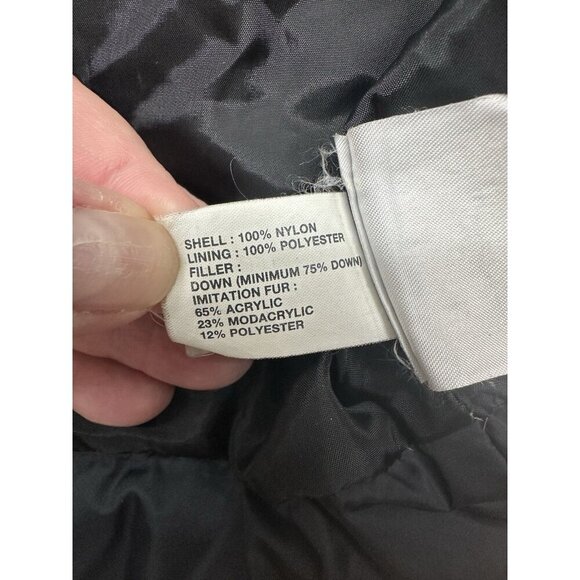 SHELL : 100% NYLON
LINING : 100% POLYESTER
FILLER :
DOWN (MINIMUM 75% DOWN)
IMITATION FUR :
65% ACRYLIC
23% MODACRYLIC
12% POLYESTER